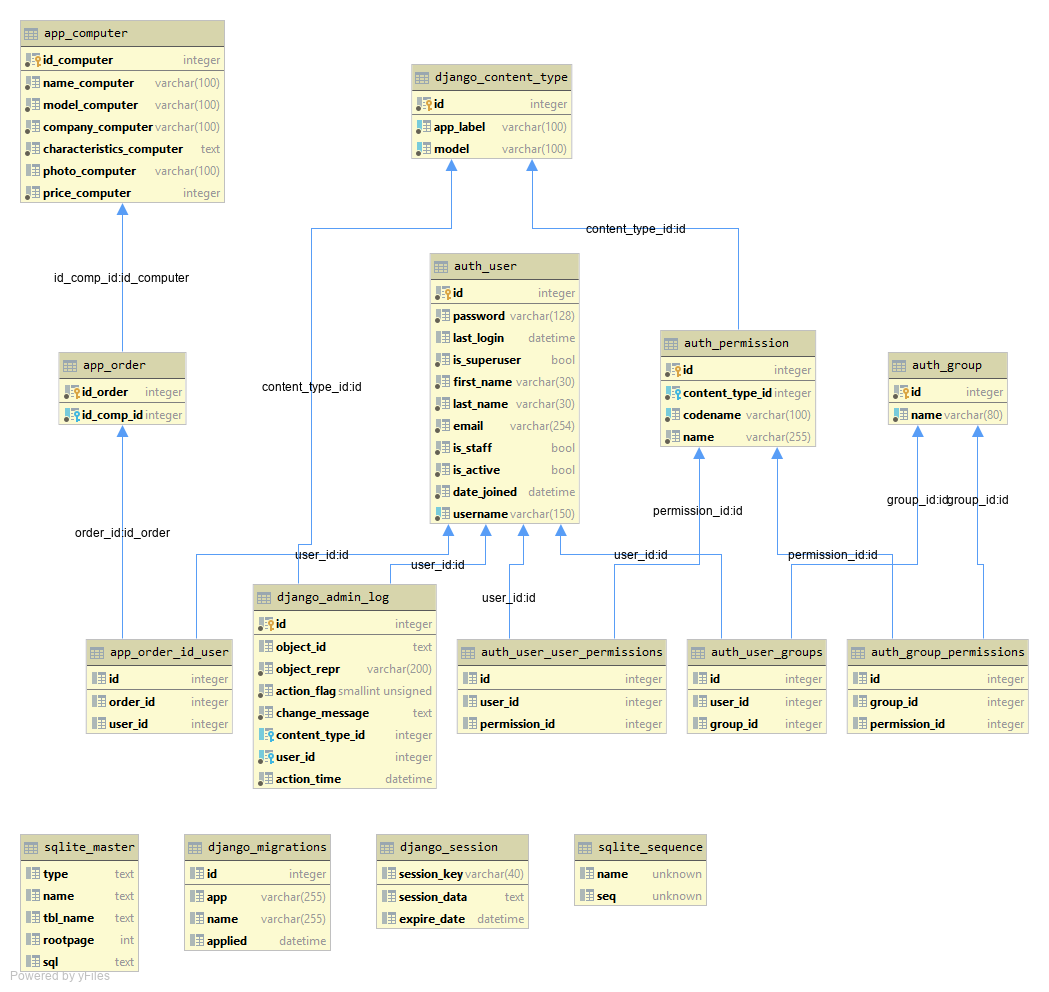 app_computer
id_computer integer
name_computer varchar(100)
model_computer varchar(100)
company_computer varchar(100)
characteristics_computer text
photo_computer varchar(100)
price_computer integer
django_content_type
id integer
app_label varchar(100)
model varchar(100)
content_type_id:id
id_comp_id:id_computer
auth_user
id integer
password varchar(128)
last_login datetime
is_superuser bool
first_name varchar(30)
last_name varchar(30)
email varchar(254)
is_staff bool
is_active bool
date_joined datetime
username varchar(150)
auth_permission
id integer
content_type_id integer
codename varchar(100)
name varchar(255)
auth_group
id integer
name varchar(80)
app_order
id_order integer
id_comp_id integer
content_type_id:id
group_id:id
group_id:id
permission_id:id
order_id:id_order
user_id:id
user_id:id
user_id:id
permission_id:id
user_id:id
app_order_id_user
id integer
order_id integer
user_id integer
django_admin_log
id integer
object_id text
object_repr varchar(200)
action_flag smallint unsigned
change_message text
content_type_id integer
user_id integer
action_time datetime
auth_user_user_permissions
id integer
user_id integer
permission_id integer
auth_user_groups
id integer
user_id integer
group_id integer
auth_group_permissions
id integer
group_id integer
permission_id integer
sqlite_master
type text
name text
tbl_name text
rootpage int
sql text
django_migrations
id integer
app varchar(255)
name varchar(255)
applied datetime
django_session
session_key varchar(40)
session_data text
expire_date datetime
sqlite_sequence
name unknown
seq unknown
Powered by yFiles